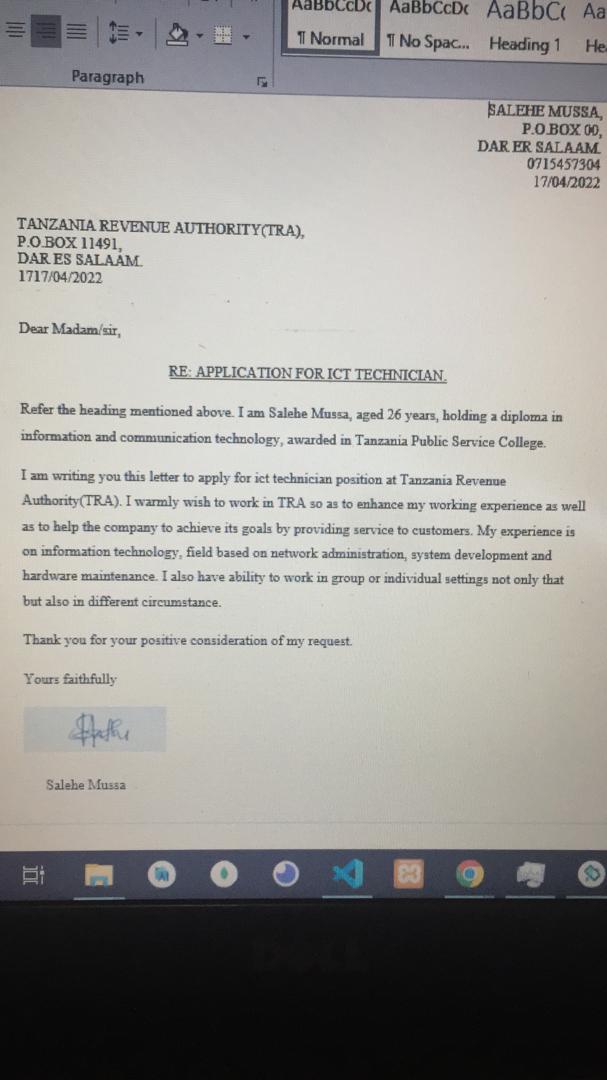 AaBbCcDc AaBbCcDc AaBbC( Aa
¶ Normal ¶ No Spac... Heading 1 He
Paragraph
SALEHE MUSSA,
P.O.BOX 00,
DAR ER SALAAM.
0715457304
17/04/2022
TANZANIA REVENUE AUTHORITY(TRA),
P.O.BOX 11491,
DAR ES SALAAM.
1717/04/2022
Dear Madam/sir,
RE: APPLICATION FOR ICT TECHNICIAN.
Refer the heading mentioned above. I am Salehe Mussa, aged 26 years, holding a diploma in
information and communication technology, awarded in Tanzania Public Service College.
I am writing you this letter to apply for ict technician position at Tanzania Revenue
Authority(TRA). I warmly wish to work in TRA so as to enhance my working experience as well
as to help the company to achieve its goals by providing service to customers. My experience is
on information technology, field based on network administration, system development and
hardware maintenance. I also have ability to work in group or individual settings not only that
but also in different circumstance.
Thank you for your positive consideration of my request.
Yours faithfully
Salehe Mussa
DELL